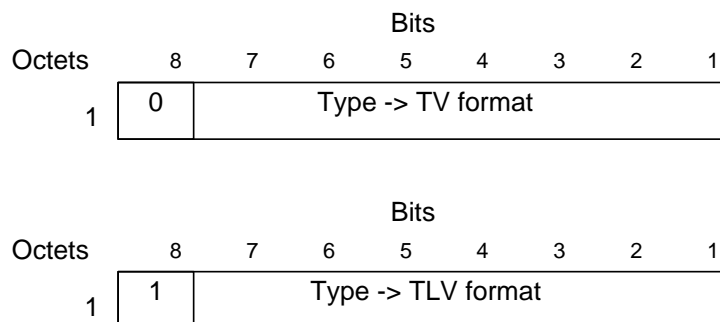 Bits
Octets 8 7 6 5 4 3 2 1
1 0 Type -> TV format
Bits
Octets 8 7 6 5 4 3 2 1
1 1 Type -> TLV format